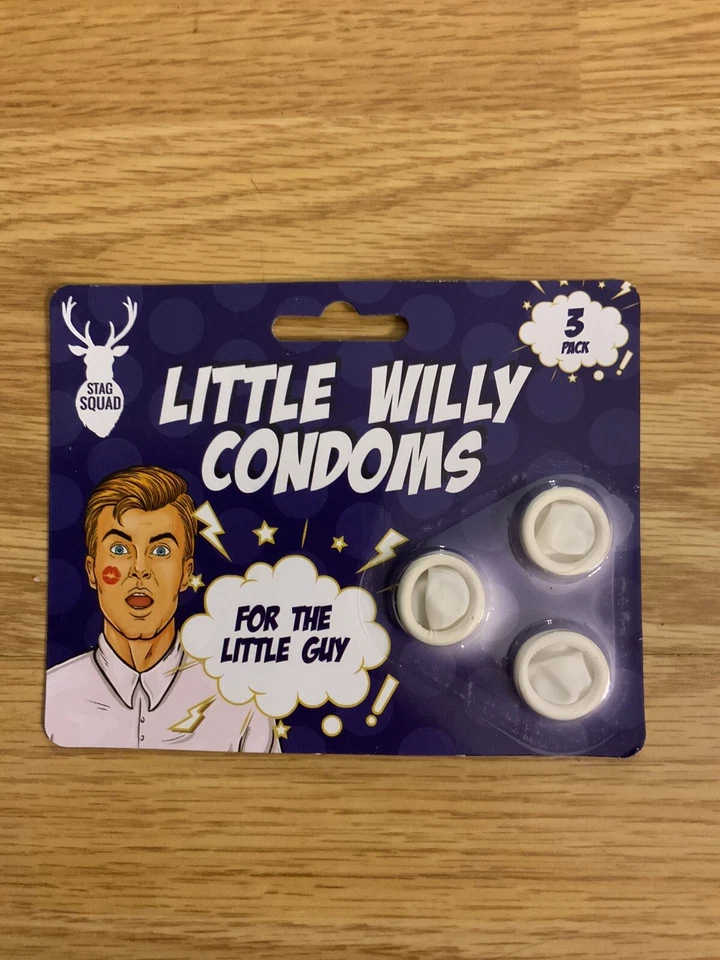 STAG
SQUAD
LITTLE WILLY
CONDOMS
3
PACK
FOR THE
LITTLE GUY